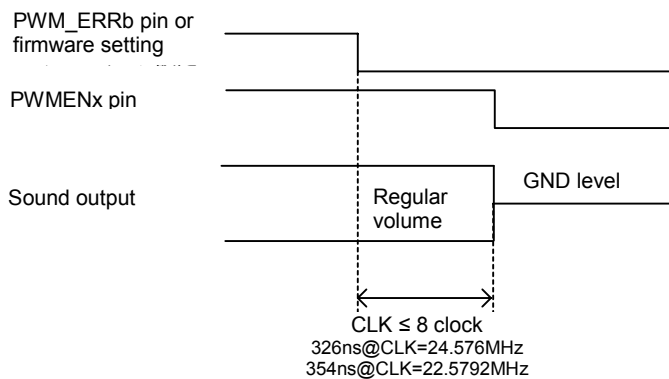 PWM_ERRb pin or
firmware setting
PWMENx pin
Sound output
Regular
volume
GND level
CLK ≤ 8 clock
326ns@CLK=24.576MHz
354ns@CLK=22.5792MHz